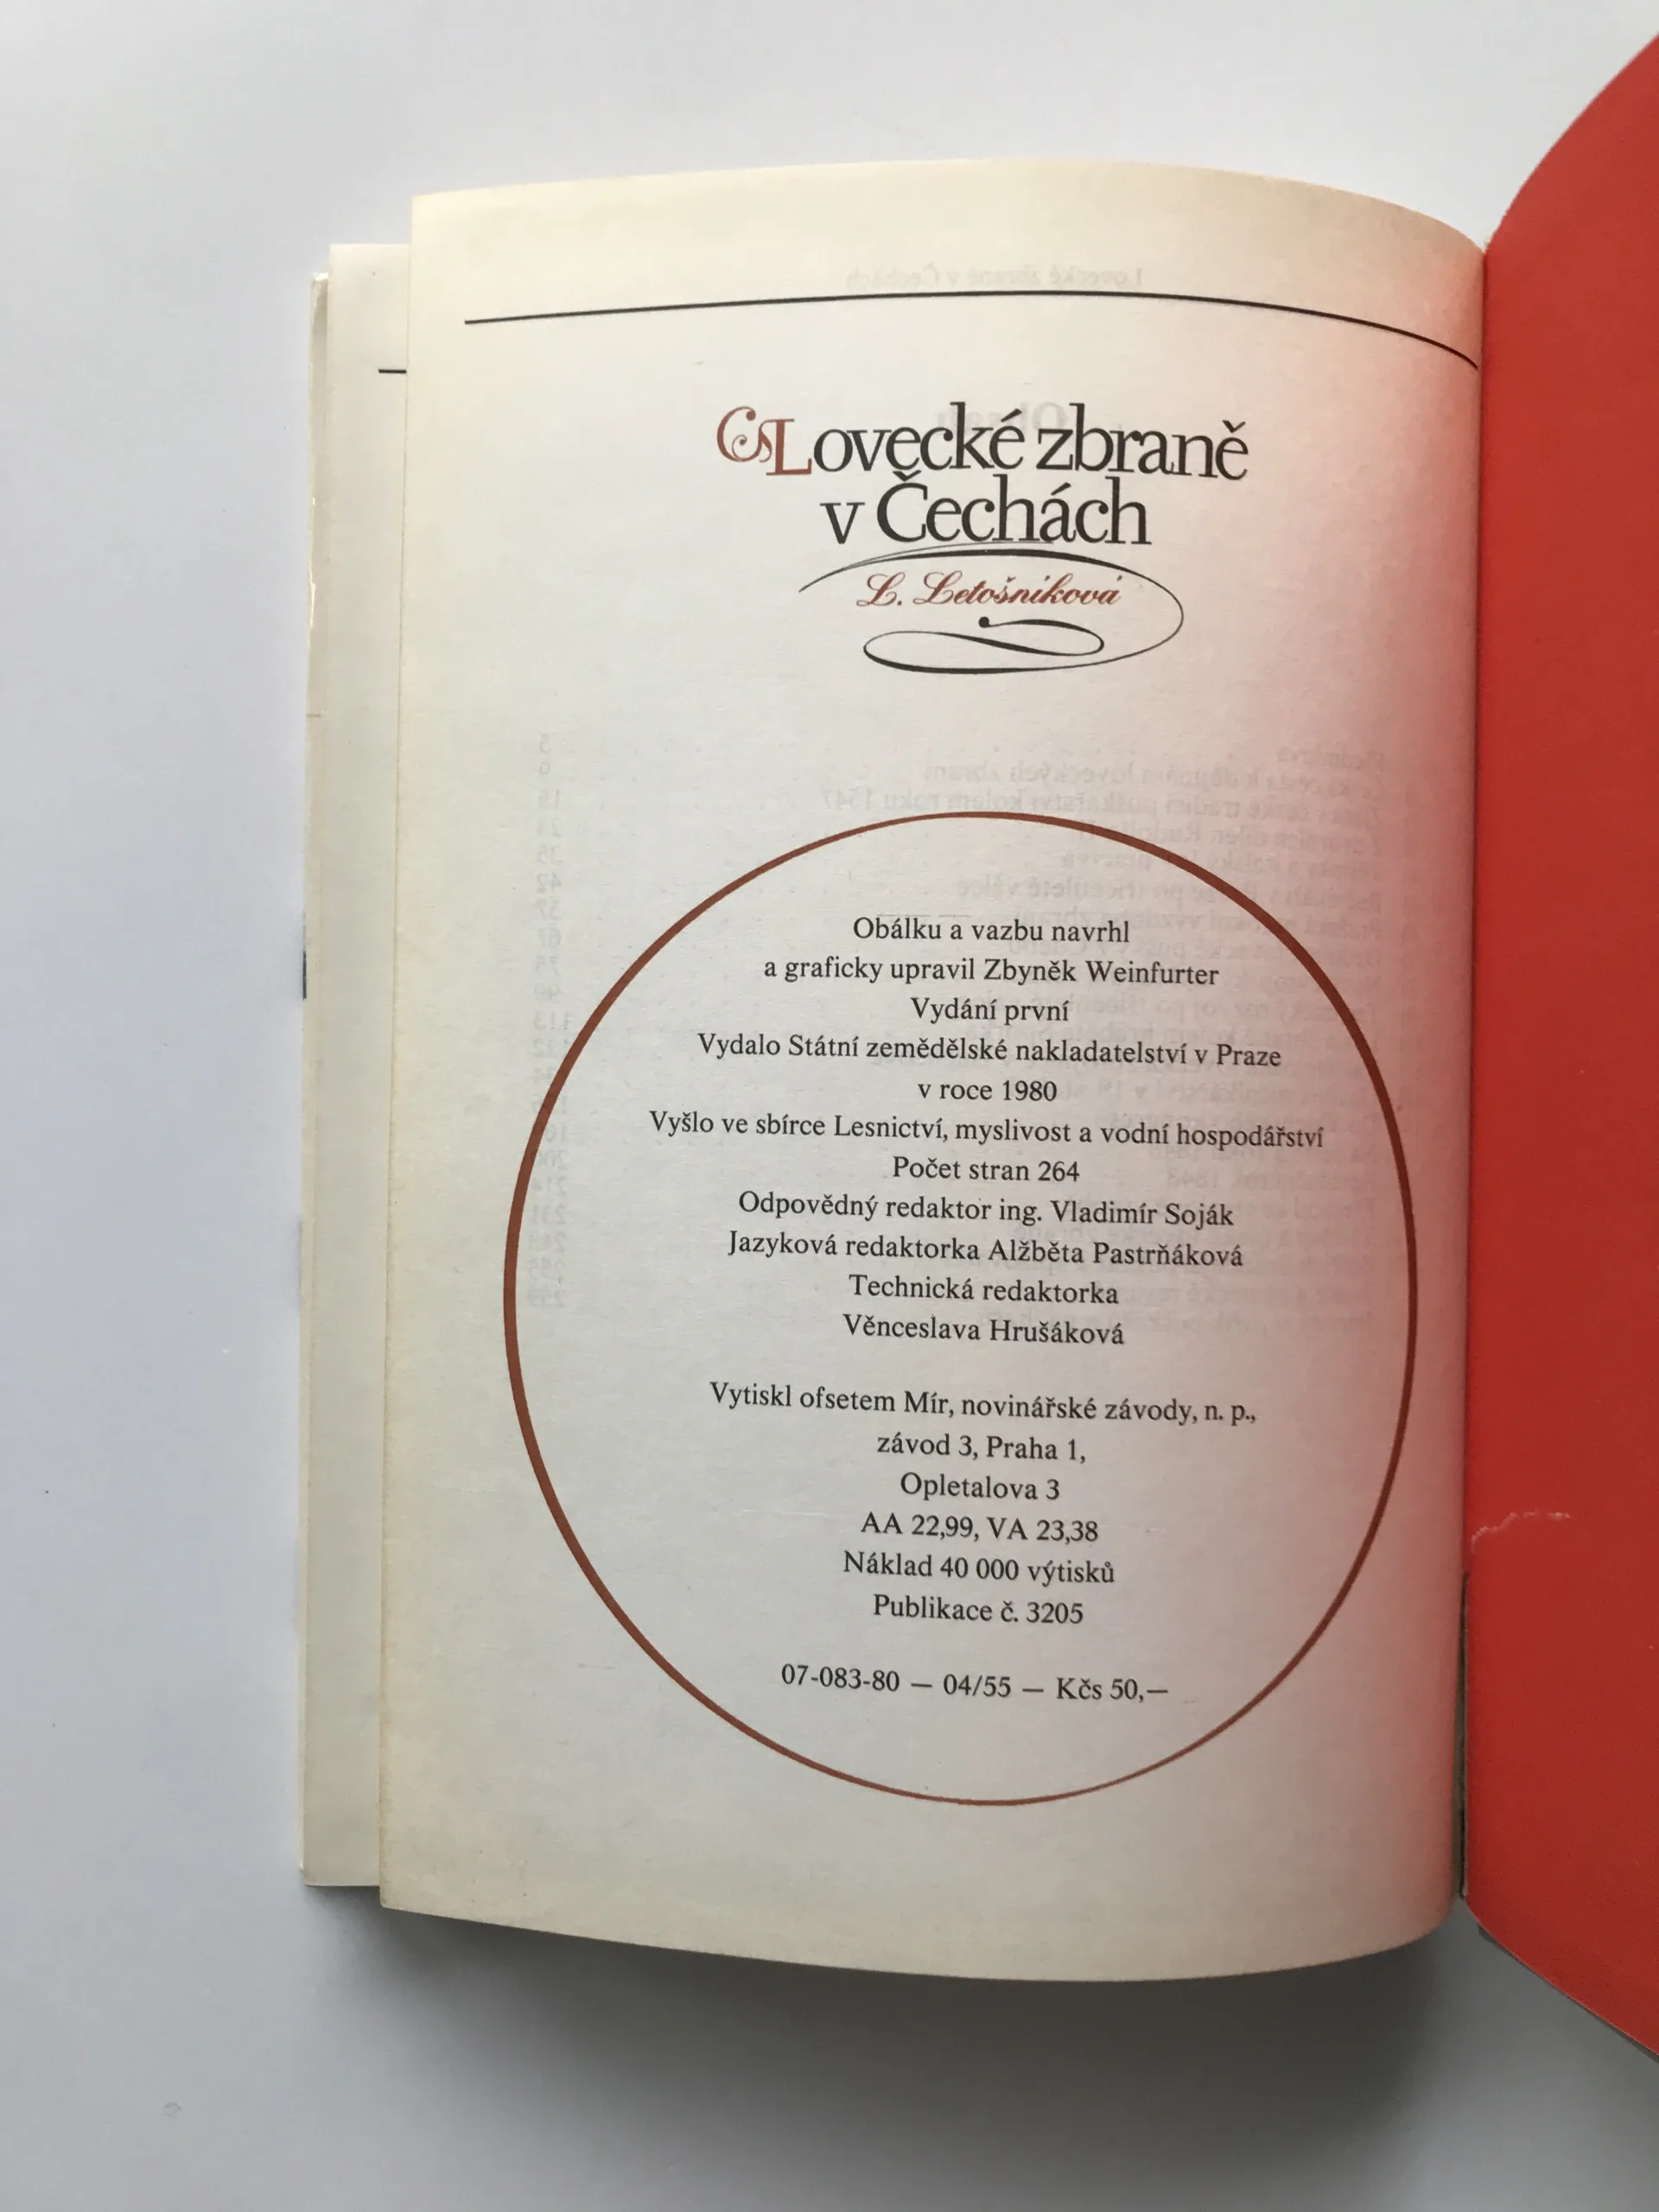 Lovecké zbraně
v Čechách
L. Letošníková
Obálku a vazbu navrhl
a graficky upravil Zbyněk Weinfurter
Vydání první
Vydalo Státní zemědělské nakladatelství v Praze
v roce 1980
Vyšlo ve sbírce Lesnictví, myslivost a vodní hospodářství
Počet stran 264
Odpovědný redaktor ing. Vladimír Soják
Jazyková redaktorka Alžběta Pastrňáková
Technická redaktorka
Věnceslava Hrušáková
Vytiskl ofsetem Mír, novinářské závody, n. p.,
závod 3, Praha 1,
Opletalova 3
AA 22,99, VA 23,38
Náklad 40 000 výtisků
Publikace č. 3205
07-083-80 — 04/55 — Kčs 50,—